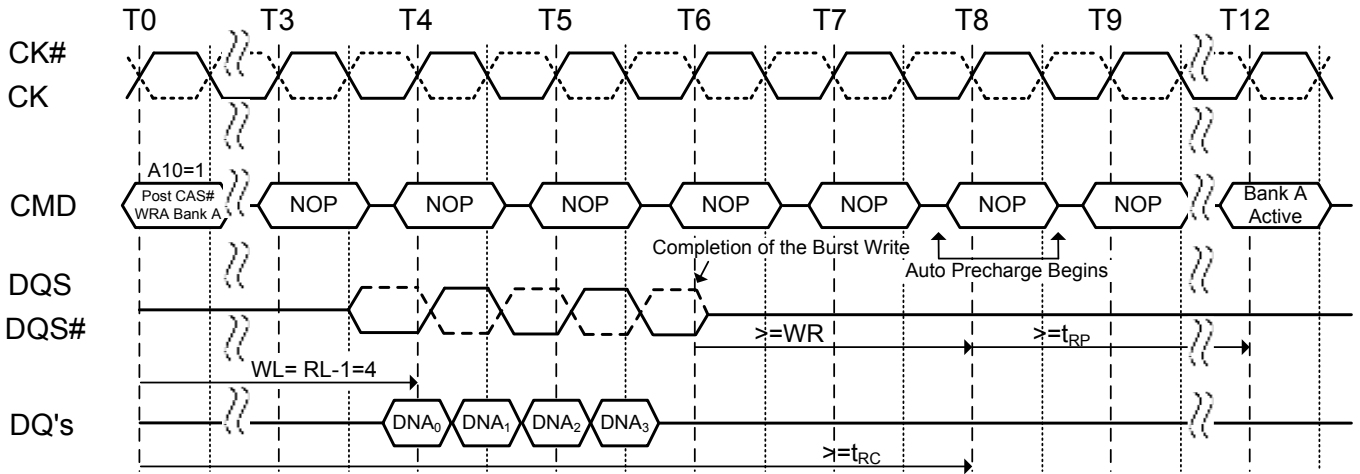 T0 T3 T4 T5 T6 T7 T8 T9 T12
CK#
CK
A10=1
CMD
Post CAS#
WRA Bank A
NOP NOP NOP NOP NOP NOP NOP
Bank A
Active
Completion of the Burst Write
Auto Precharge Begins
DQS
DQS#
>=WR >=tRP
WL= RL-1=4
DQ's DNA0 DNA1 DNA2 DNA3
>=tRC